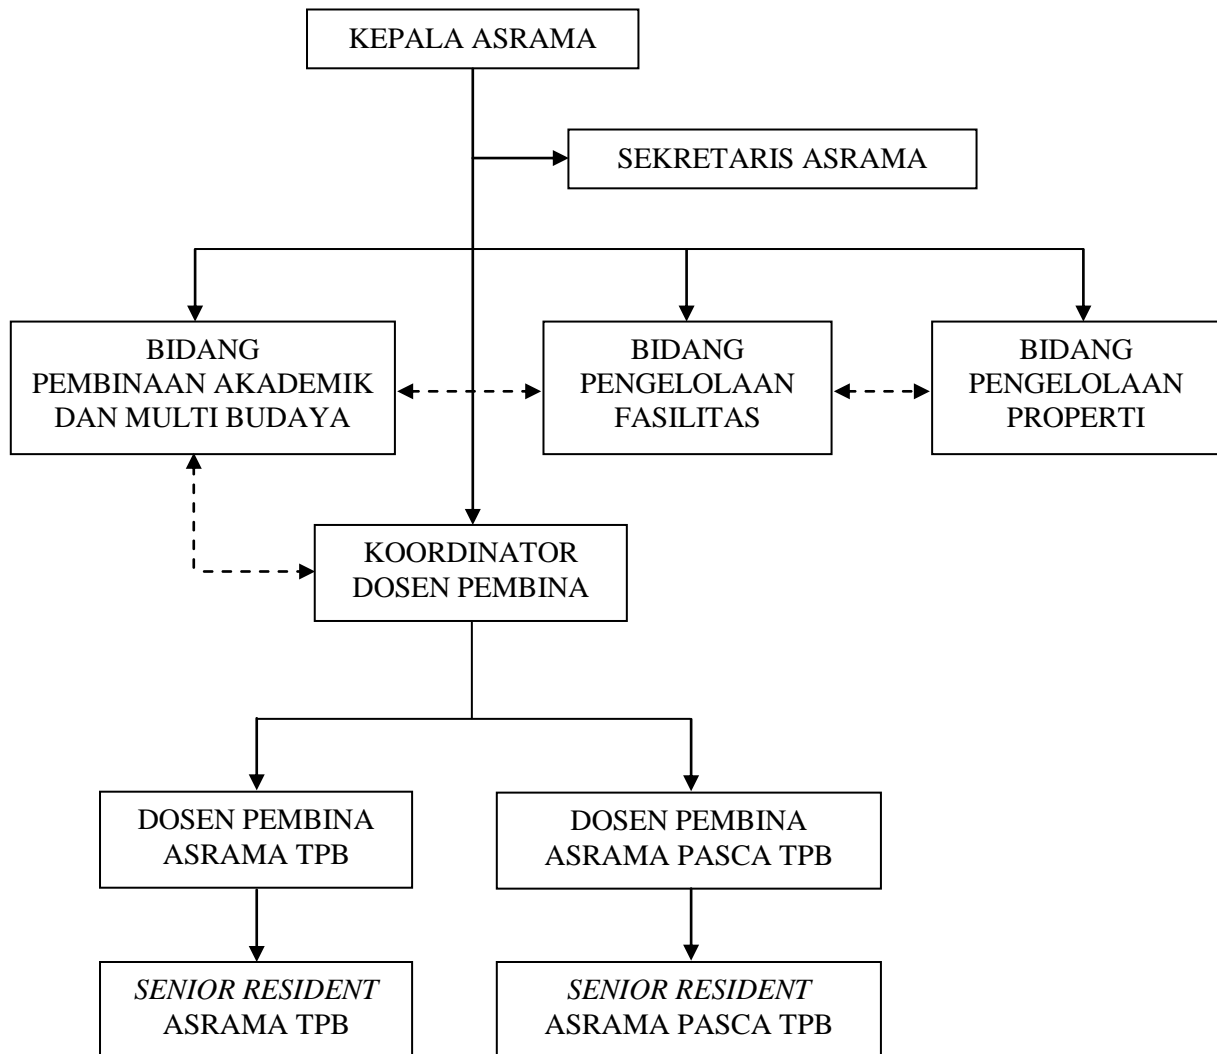 KEPALA ASRAMA
SEKRETARIS ASRAMA
BIDANG
PEMBINAAN AKADEMIK
DAN MULTI BUDAYA
BIDANG
PENGELOLAAN
FASILITAS
BIDANG
PENGELOLAAN
PROPERTI
KOORDINATOR
DOSEN PEMBINA
DOSEN PEMBINA
ASRAMA TPB
DOSEN PEMBINA
ASRAMA PASCA TPB
SENIOR RESIDENT
ASRAMA TPB
SENIOR RESIDENT
ASRAMA PASCA TPB